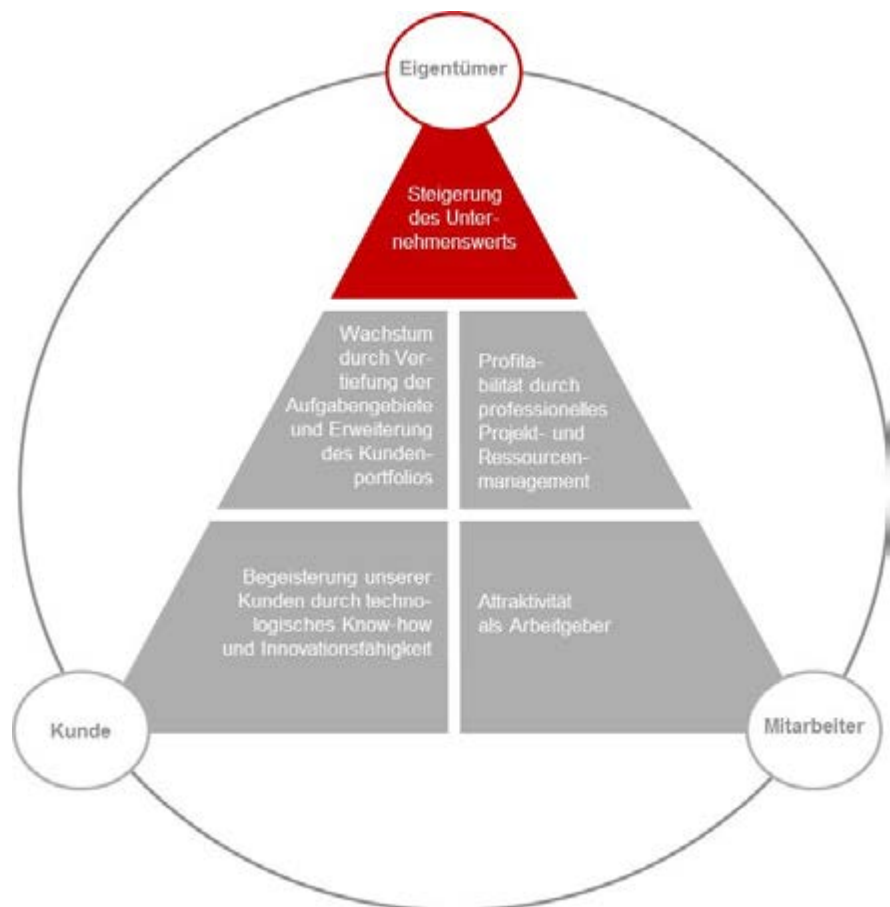 Eigentümer
Steigerung
des Unter-
nehmenswerts
Wachstum
durch Ver-
tiefung der
Aufgabengebiete
und Erweiterung
des Kunden-
portfolios
Profita-
bilität durch
professionelles
Projekt- und
Ressourcen-
management
Begeisterung unserer
Kunden durch techno-
logisches Know-how
und Innovationsfähigkeit
Attraktivität
als Arbeitgeber
Kunde
Mitarbeiter